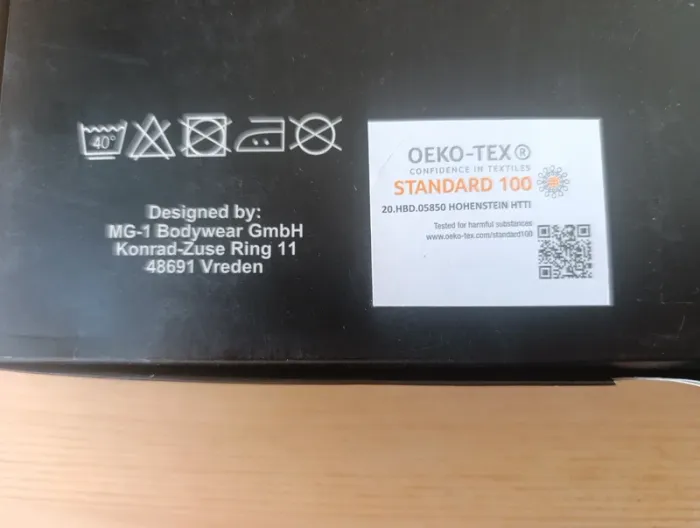 40°
Designed by:
MG-1 Bodywear GmbH
Konrad-Zuse Ring 11
48691 Vreden
OEKO-TEX®
CONFIDENCE IN TEXTILES
STANDARD 100
20.HBD.05850 HOHENSTEIN HTTI
Tested for harmful substances
www.oeko-tex.com/standard100